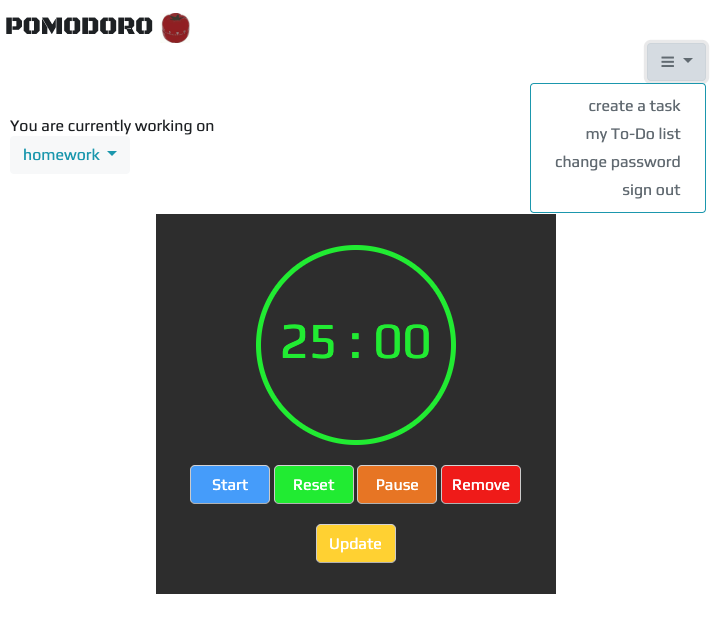 POMODORO
create a task
my To-Do list
change password
sign out
You are currently working on
homework
25 : 00
Start Reset Pause Remove
Update